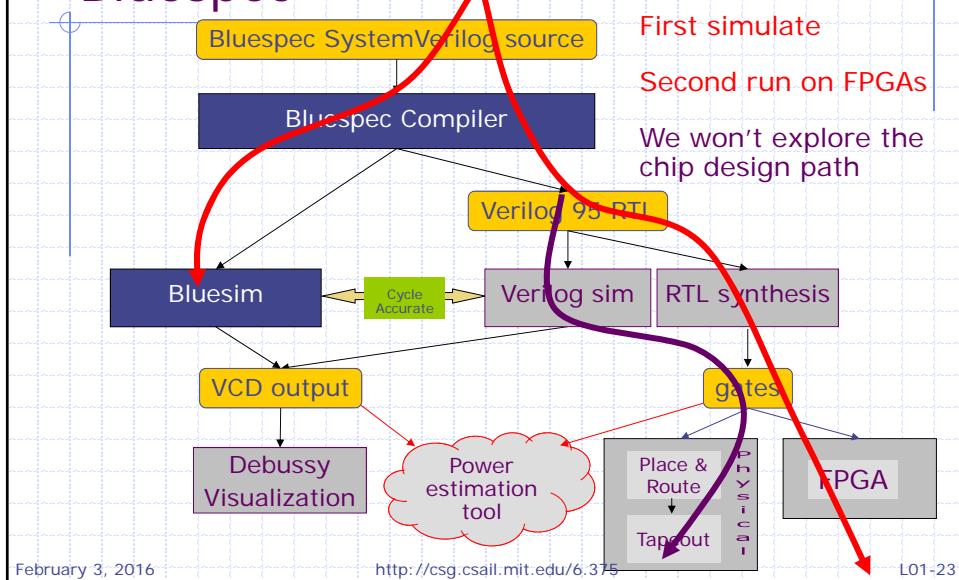 Bluespec
Bluespec SystemVerilog source
First simulate
Second run on FPGAs
We won't explore the
chip design path
Bluespec Compiler
Verilog 95 RTL
Bluesim
Cycle
Accurate
Verilog sim
RTL synthesis
VCD output
gates
Debussy
Visualization
Power
estimation
tool
Place &
Route
Tapeout
physical
FPGA
February 3, 2016
http://csg.csail.mit.edu/6.375
L01-23